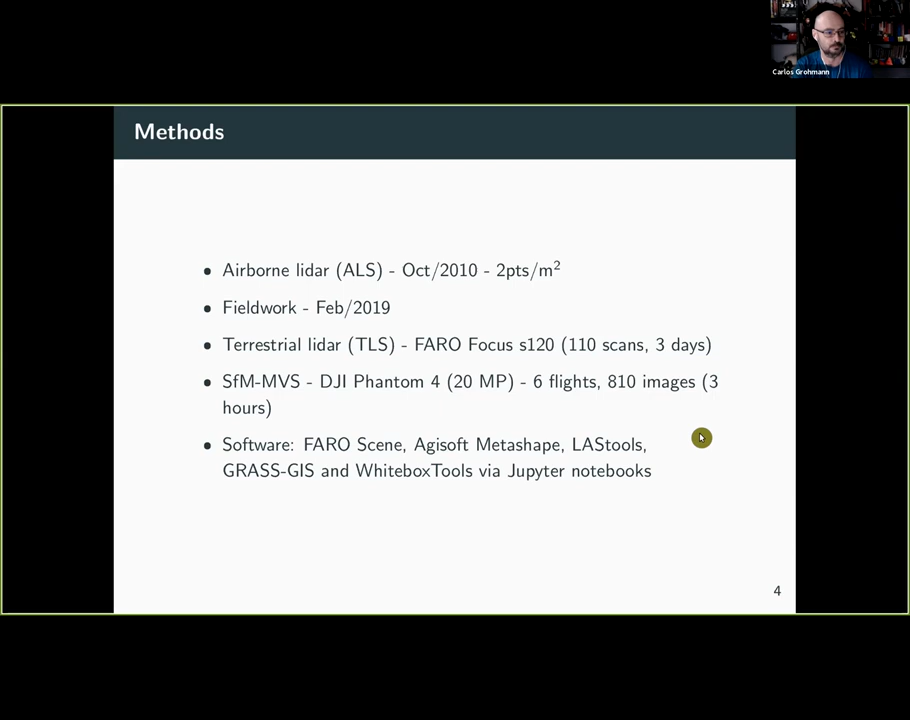 Carlos Grohmann
Methods
• Airborne lidar (ALS) - Oct/2010 - 2pts/m²
• Fieldwork - Feb/2019
• Terrestrial lidar (TLS) - FARO Focus s120 (110 scans, 3 days)
• SfM-MVS - DJI Phantom 4 (20 MP) - 6 flights, 810 images (3
hours)
• Software: FARO Scene, Agisoft Metashape, LAStools,
GRASS-GIS and WhiteboxTools via Jupyter notebooks
4